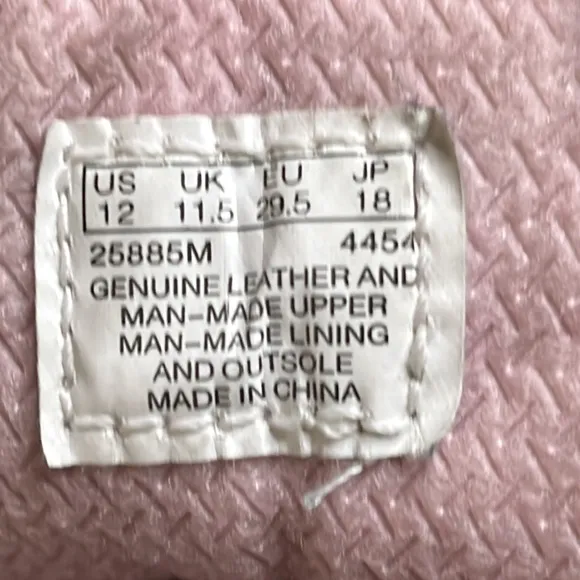 US UK EU JP
12 11.5 29.5 18
25885M 4454
GENUINE LEATHER AND
MAN-MADE UPPER
MAN-MADE LINING
AND OUTSOLE
MADE IN CHINA